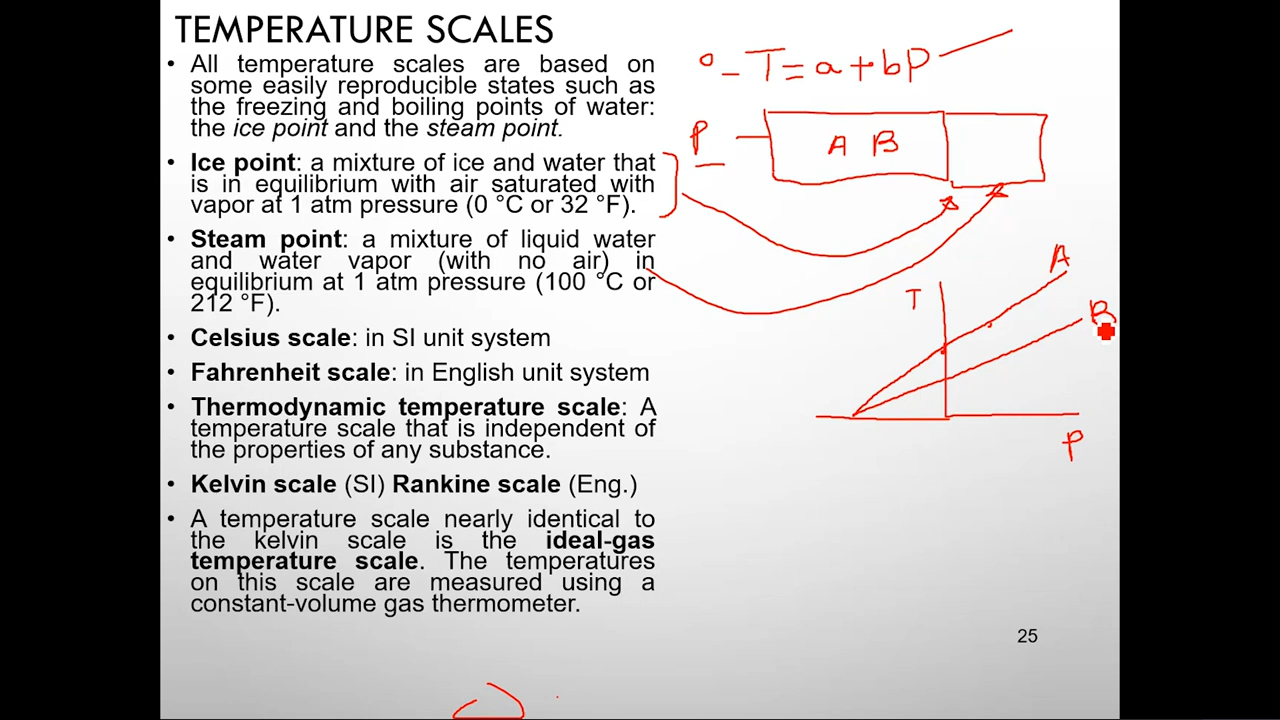 TEMPERATURE SCALES
• All temperature scales are based on
some easily reproducible states such as
the freezing and boiling points of water:
the ice point and the steam point.
• Ice point: a mixture of ice and water that
is in equilibrium with air saturated with
vapor at 1 atm pressure (0 °C or 32 °F).
• Steam point: a mixture of liquid water
and water vapor (with no air) in
equilibrium at 1 atm pressure (100 °C or
212 °F).
• Celsius scale: in SI unit system
• Fahrenheit scale: in English unit system
• Thermodynamic temperature scale: A
temperature scale that is independent of
the properties of any substance.
• Kelvin scale (SI) Rankine scale (Eng.)
• A temperature scale nearly identical to
the kelvin scale is the ideal-gas
temperature scale. The temperatures
on this scale are measured using a
constant-volume gas thermometer.
T = a + bP
P
A B
A
T
B
P
25